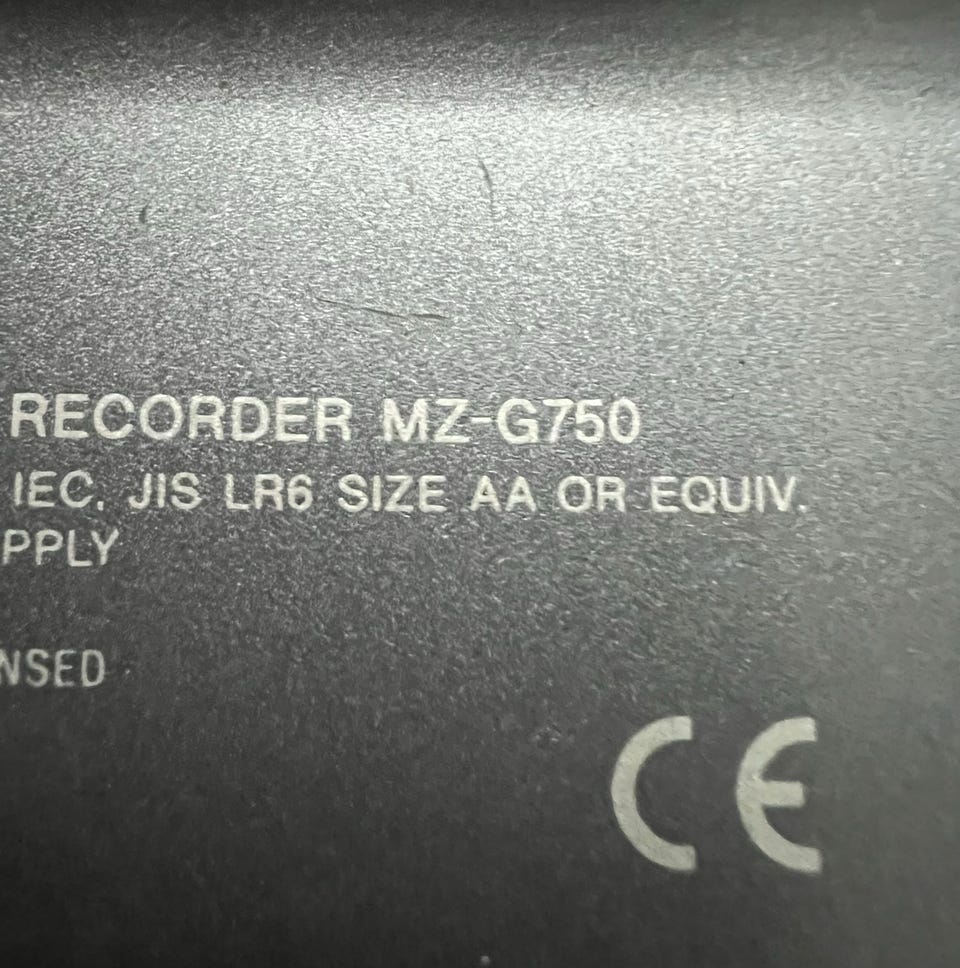 RECORDER MZ-G750
IEC, JIS LR6 SIZE AA OR EQUIV.
PPLY
NSED
CE